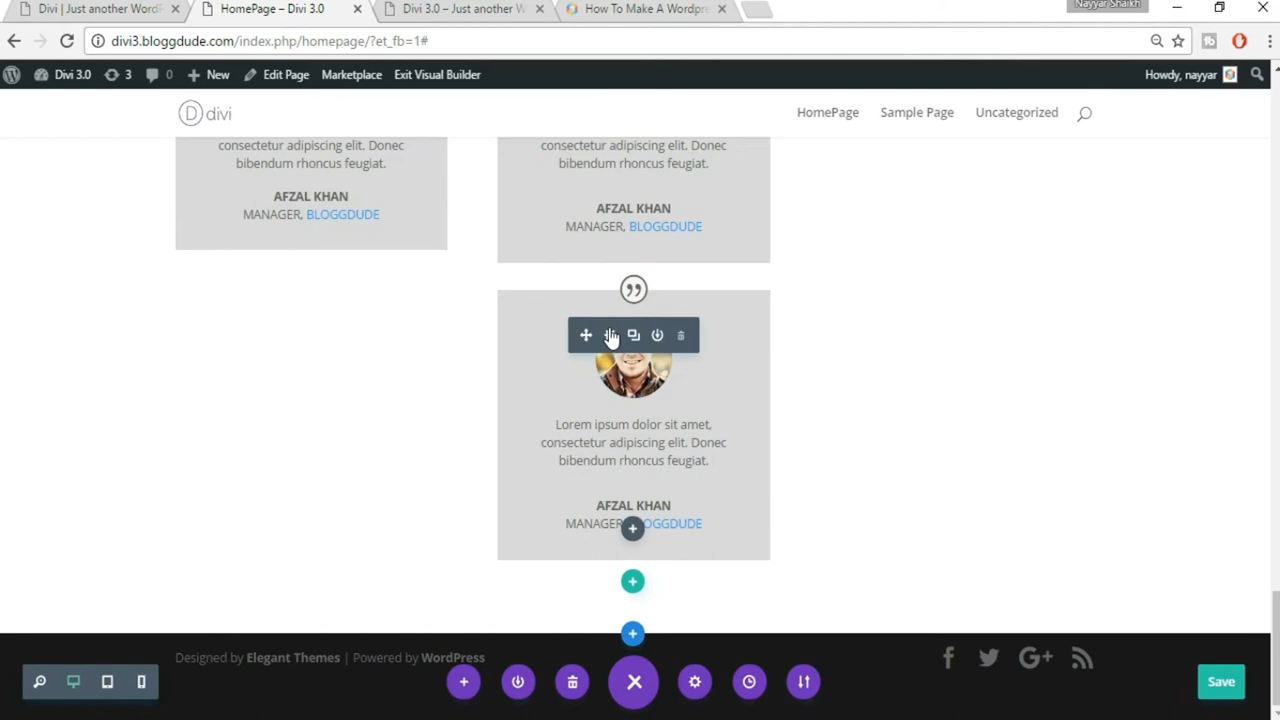 Divi | Just another WordP
HomePage – Divi 3.0
Divi 3.0 – Just another W
How To Make A Wordpre
Nayyar Shaikh
divi3.bloggdude.com/index.php/homepage/?et_fb=1#
Divi 3.0
3
0
New
Edit Page
Marketplace
Exit Visual Builder
Howdy, nayyar
D divi
HomePage
Sample Page
Uncategorized
consectetur adipiscing elit. Donec
bibendum rhoncus feugiat.
AFZAL KHAN
MANAGER, BLOGGDUDE
consectetur adipiscing elit. Donec
bibendum rhoncus feugiat.
AFZAL KHAN
MANAGER, BLOGGDUDE
Lorem ipsum dolor sit amet,
consectetur adipiscing elit. Donec
bibendum rhoncus feugiat.
AFZAL KHAN
MANAGER OGGDUDE
Designed by Elegant Themes | Powered by WordPress
Save